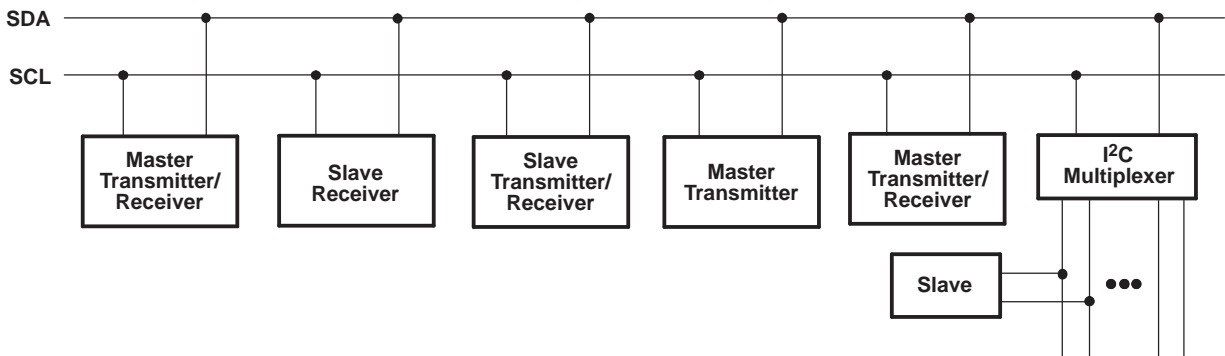 SDA
SCL
Master
Transmitter/
Receiver
Slave
Receiver
Slave
Transmitter/
Receiver
Master
Transmitter
Master
Transmitter/
Receiver
I²C
Multiplexer
Slave